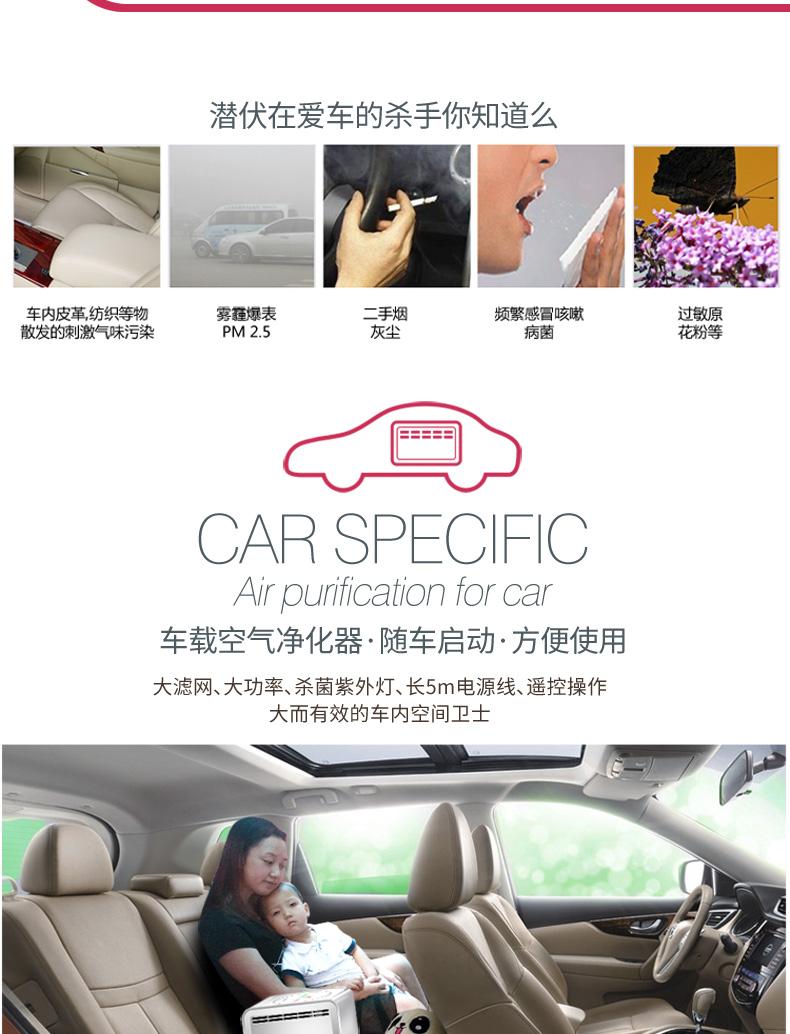 潜伏在爱车的杀手你知道么
车内皮革,纺织等物
散发的刺激气味污染
雾霾爆表
PM 2.5
二手烟
灰尘
频繁感冒咳嗽
病菌
过敏原
花粉等
CAR SPECIFIC
Air purification for car
车载空气净化器·随车启动·方便使用
大滤网、大功率、杀菌紫外灯、长5m电源线、遥控操作
大而有效的车内空间卫士